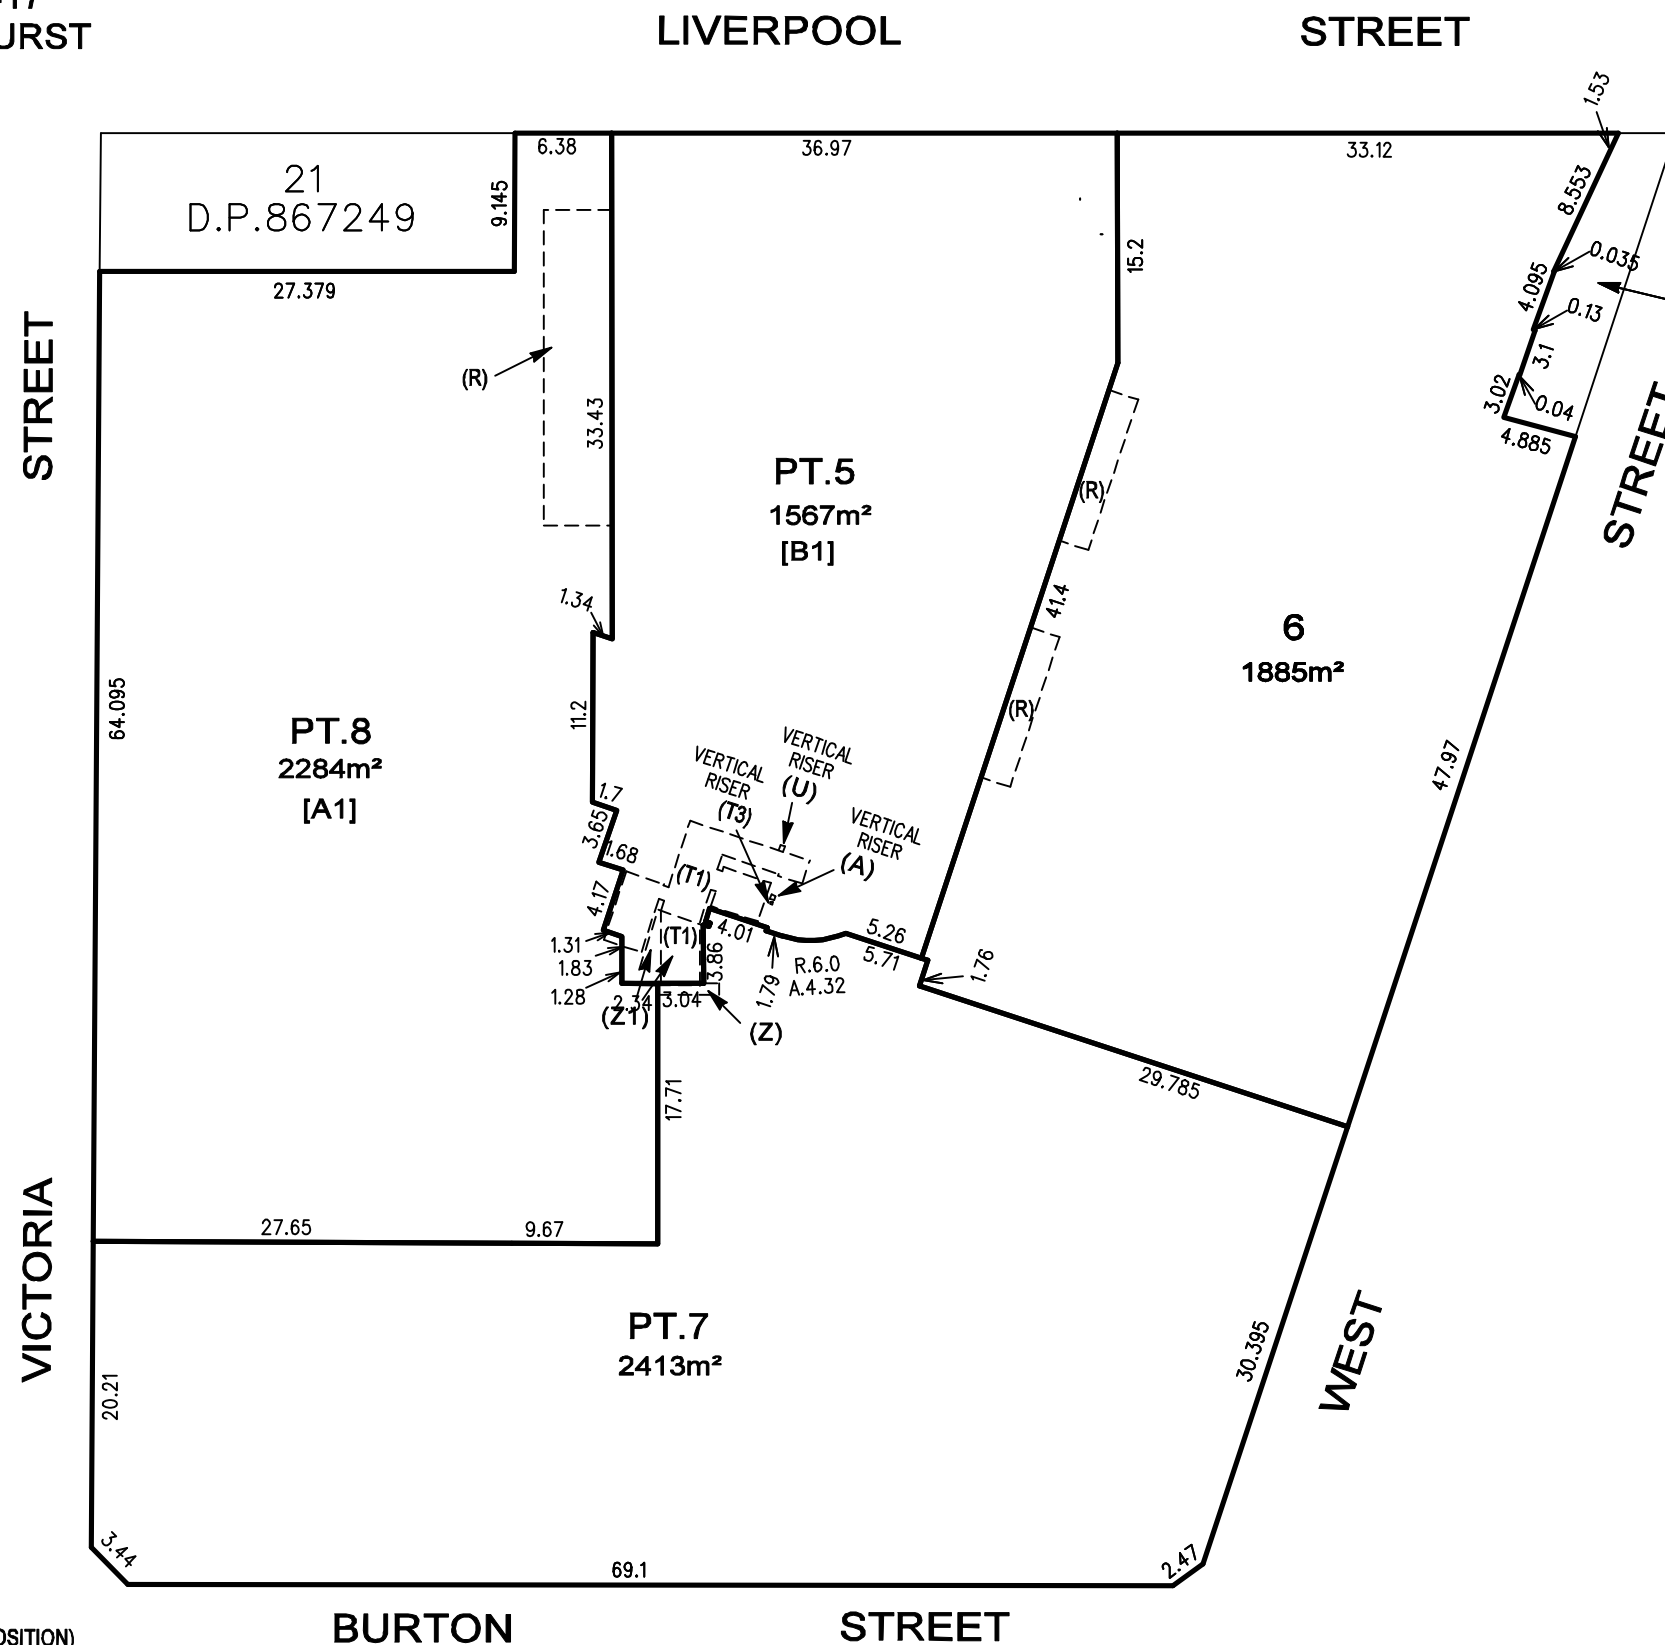 URST
LIVERPOOL STREET
1.53
6.38
36.97
33.12
21
D.P.867249
9.145
8.553
27.379
15.2
0.035
4.095
0.13
3.1
3.02
0.04
4.885
STREET
(R)
33.43
PT.5
1567m²
[B1]
(R)
STREET
1.34
41.4
6
1885m²
64.095
11.2
(R)
PT.8
2284m²
[A1]
VERTICAL
RISER
(U)
VERTICAL
RISER
(T3)
VERTICAL
RISER
(A)
47.97
1.7
3.65
1.68
(T1)
4.17
4.01
5.26
5.71
(T1)
1.31
1.83
1.28
3.86
1.79
R.6.0
A.4.32
1.76
2.34
3.04
(Z1)
(Z)
17.71
29.785
27.65
9.67
VICTORIA
PT.7
2413m²
30.395
WEST
20.21
3.44
69.1
2.47
BURTON STREET
OSITION)